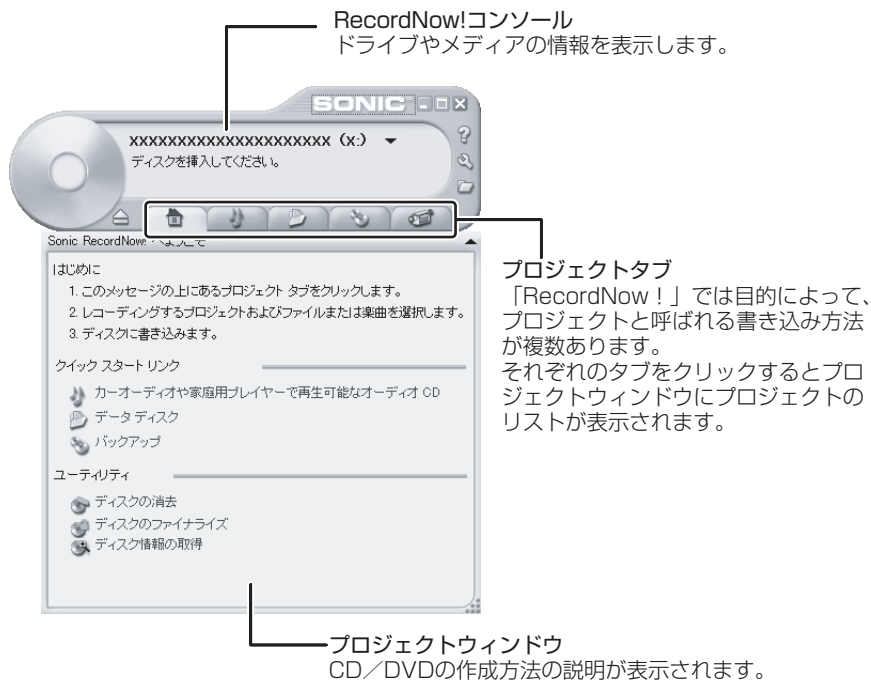 RecordNow!コンソール
ドライブやメディアの情報を表示します。
SONIC
xxxxxxxxxxxxxxxxxxxxx (x:)
ディスクを挿入してください。
Sonic RecordNow! へようこそ
はじめに
1. このメッセージの上にあるプロジェクト タブをクリックします。
2. レコーディングするプロジェクトおよびファイルまたは楽曲を選択します。
3. ディスクに書き込みます。
クイック スタート リンク
カーオーディオや家庭用プレイヤーで再生可能なオーディオ CD
データ ディスク
バックアップ
ユーティリティ
ディスクの消去
ディスクのファイナライズ
ディスク情報の取得
プロジェクトタブ
「RecordNow!」では目的によって、
プロジェクトと呼ばれる書き込み方法
が複数あります。
それぞれのタブをクリックするとプロ
ジェクトウィンドウにプロジェクトの
リストが表示されます。
プロジェクトウィンドウ
CD/DVDの作成方法の説明が表示されます。